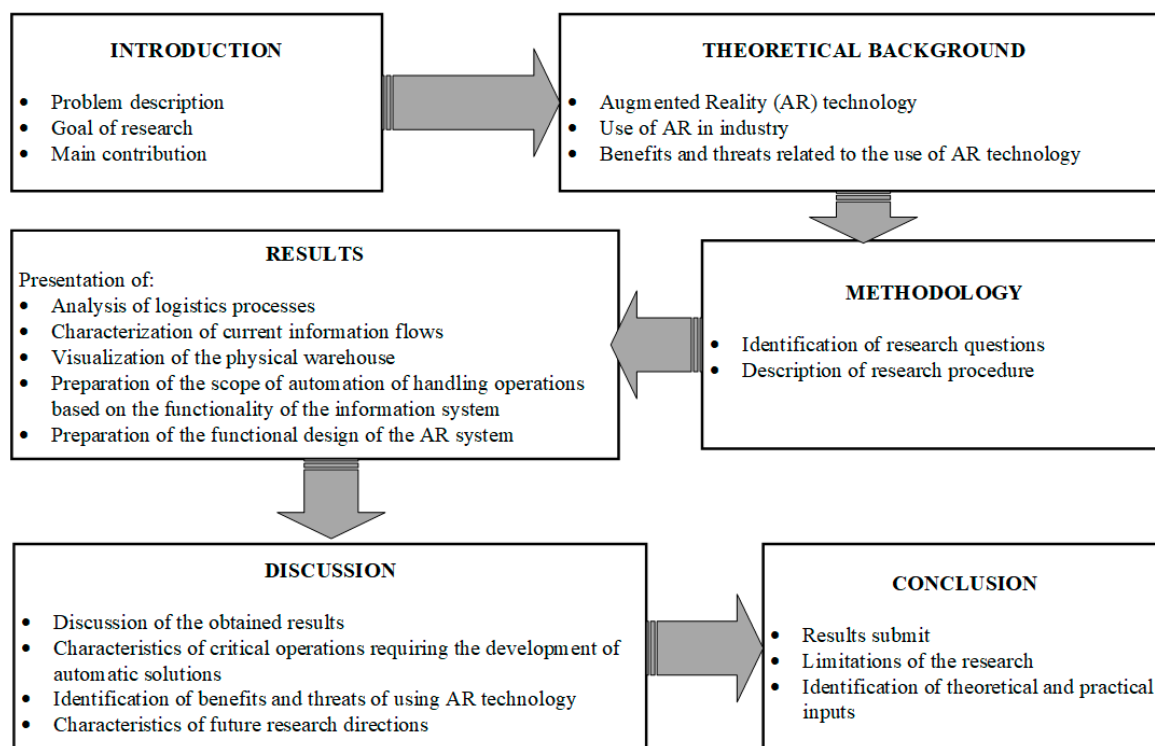 INTRODUCTION
• Problem description
• Goal of research
• Main contribution
THEORETICAL BACKGROUND
• Augmented Reality (AR) technology
• Use of AR in industry
• Benefits and threats related to the use of AR technology
METHODOLOGY
• Identification of research questions
• Description of research procedure
RESULTS
Presentation of:
• Analysis of logistics processes
• Characterization of current information flows
• Visualization of the physical warehouse
• Preparation of the scope of automation of handling operations
based on the functionality of the information system
• Preparation of the functional design of the AR system
DISCUSSION
• Discussion of the obtained results
• Characteristics of critical operations requiring the development of
automatic solutions
• Identification of benefits and threats of using AR technology
• Characteristics of future research directions
CONCLUSION
• Results submit
• Limitations of the research
• Identification of theoretical and practical
inputs